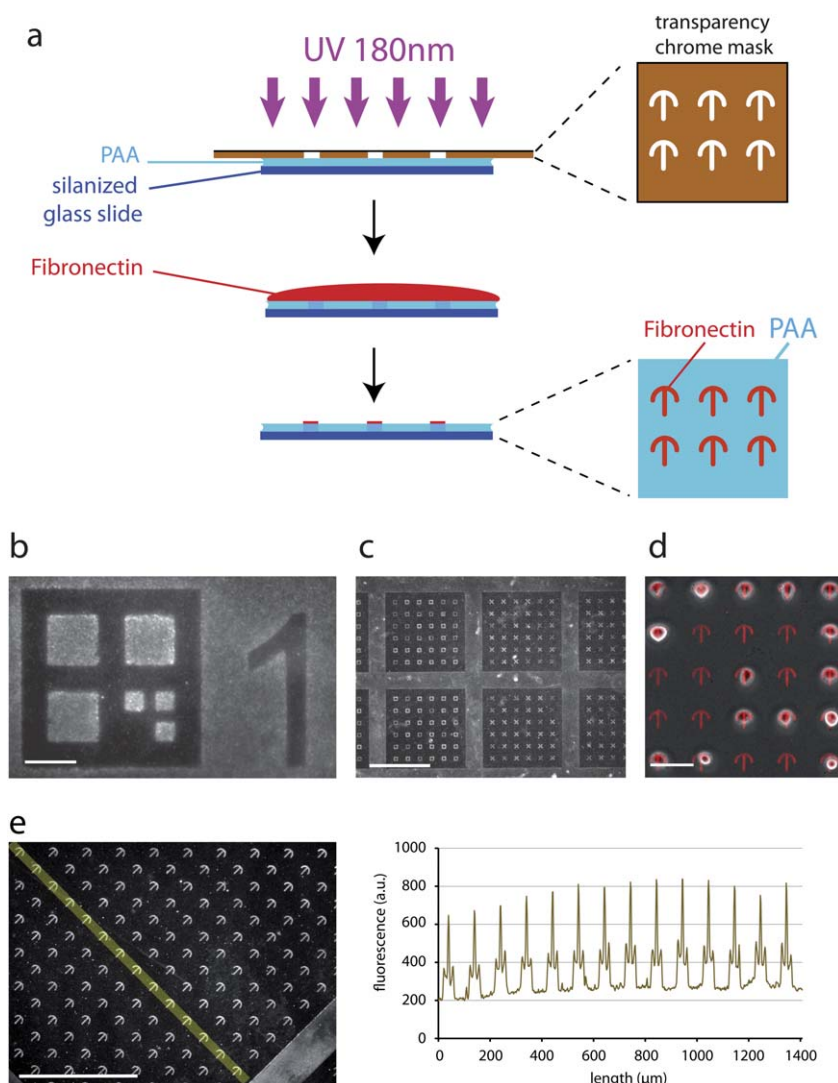 a
UV 180nm
transparency
chrome mask
PAA
silanized
glass slide
Fibronectin
Fibronectin
PAA
b
c
d
1
e
fluorescence (a.u.)
1000
800
600
400
200
0
0 200 400 600 800 1000 1200 1400
length (μm)